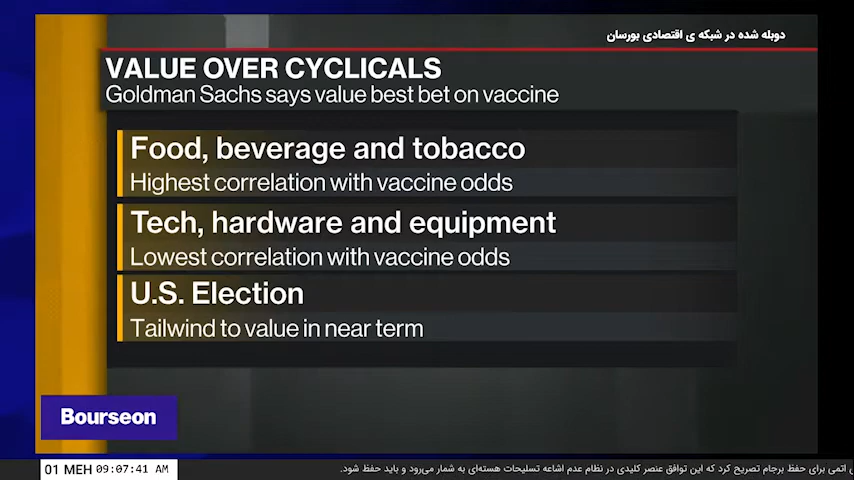 دوبله شده در شبکه ی اقتصادی بورسان
VALUE OVER CYCLICALS
Goldman Sachs says value best bet on vaccine
Food, beverage and tobacco
Highest correlation with vaccine odds
Tech, hardware and equipment
Lowest correlation with vaccine odds
U.S. Election
Tailwind to value in near term
Bourseon
01 MEH 09:07:41 AM
اتمی برای حفظ برجام تصریح کرد که این توافق عنصر کلیدی در نظام عدم اشاعه تسلیحات هسته‌ای به شمار می‌رود و باید حفظ شود.